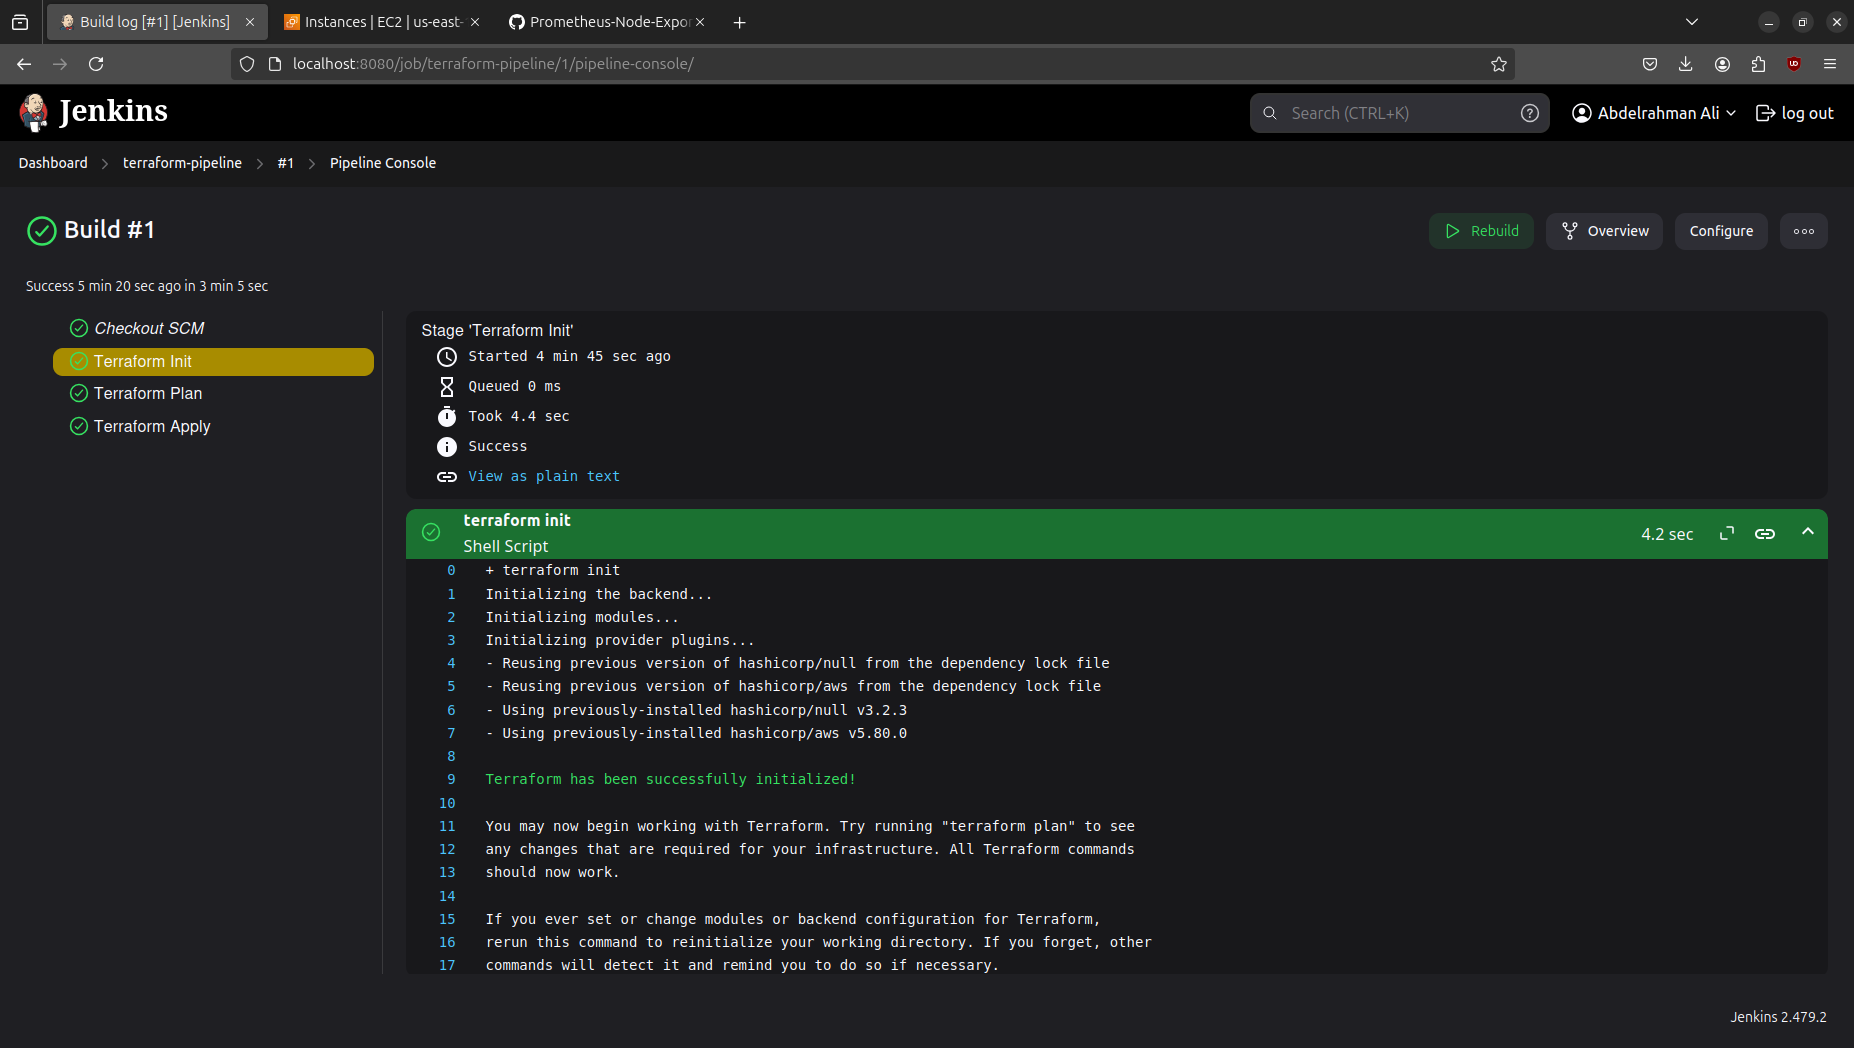 Build log [#1] [Jenkins]
Instances | EC2 | us-east-
Prometheus-Node-Expor
localhost:8080/job/terraform-pipeline/1/pipeline-console/
Jenkins
Search (CTRL+K)
Abdelrahman Ali
log out
Dashboard
terraform-pipeline
#1
Pipeline Console
Build #1
Rebuild
Overview
Configure
Success 5 min 20 sec ago in 3 min 5 sec
Checkout SCM
Terraform Init
Terraform Plan
Terraform Apply
Stage 'Terraform Init'
Started 4 min 45 sec ago
Queued 0 ms
Took 4.4 sec
Success
View as plain text
terraform init
Shell Script
4.2 sec
0 + terraform init
1 Initializing the backend...
2 Initializing modules...
3 Initializing provider plugins...
4 - Reusing previous version of hashicorp/null from the dependency lock file
5 - Reusing previous version of hashicorp/aws from the dependency lock file
6 - Using previously-installed hashicorp/null v3.2.3
7 - Using previously-installed hashicorp/aws v5.80.0
8
9 Terraform has been successfully initialized!
10
11 You may now begin working with Terraform. Try running "terraform plan" to see
12 any changes that are required for your infrastructure. All Terraform commands
13 should now work.
14
15 If you ever set or change modules or backend configuration for Terraform,
16 rerun this command to reinitialize your working directory. If you forget, other
17 commands will detect it and remind you to do so if necessary.
Jenkins 2.479.2